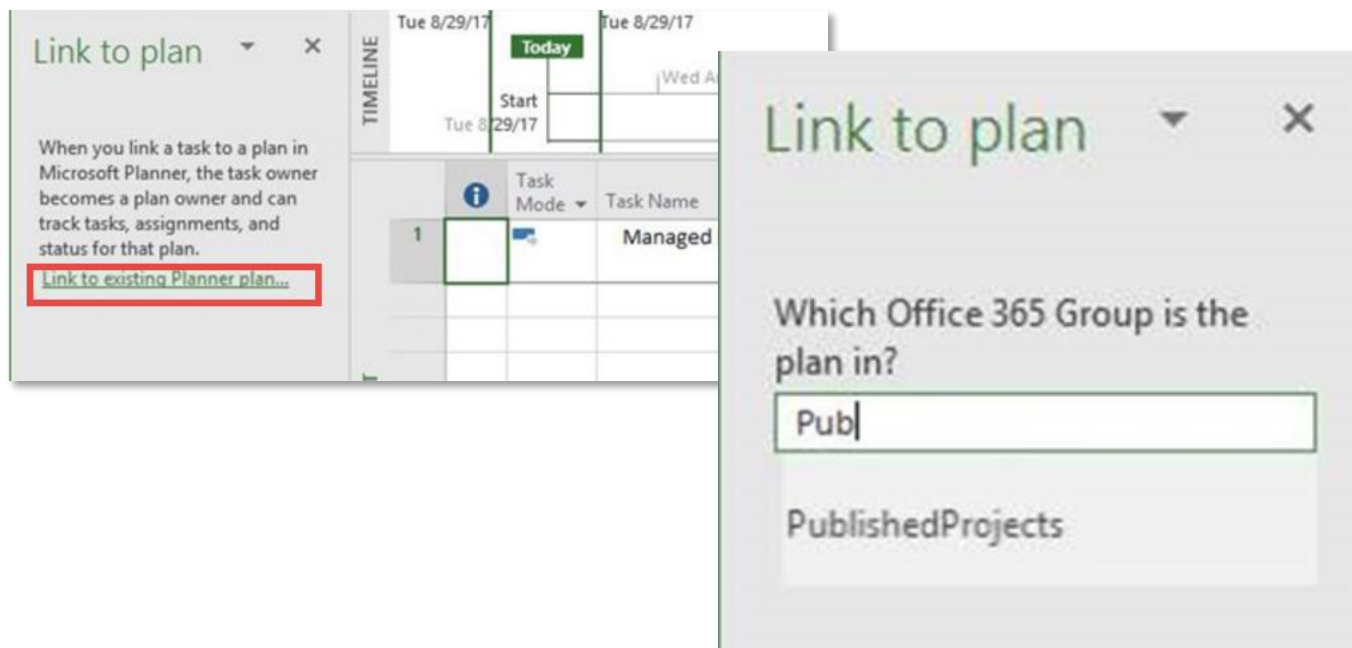 Link to plan
When you link a task to a plan in
Microsoft Planner, the task owner
becomes a plan owner and can
track tasks, assignments, and
status for that plan.
Link to existing Planner plan...
TIMELINE
Tue 8/29/17
Today
Tue 8/29/17
Wed
Start
Tue 8/29/17
Task
Mode
Task Name
1
Managed
Link to plan
Which Office 365 Group is the
plan in?
Pub
PublishedProjects